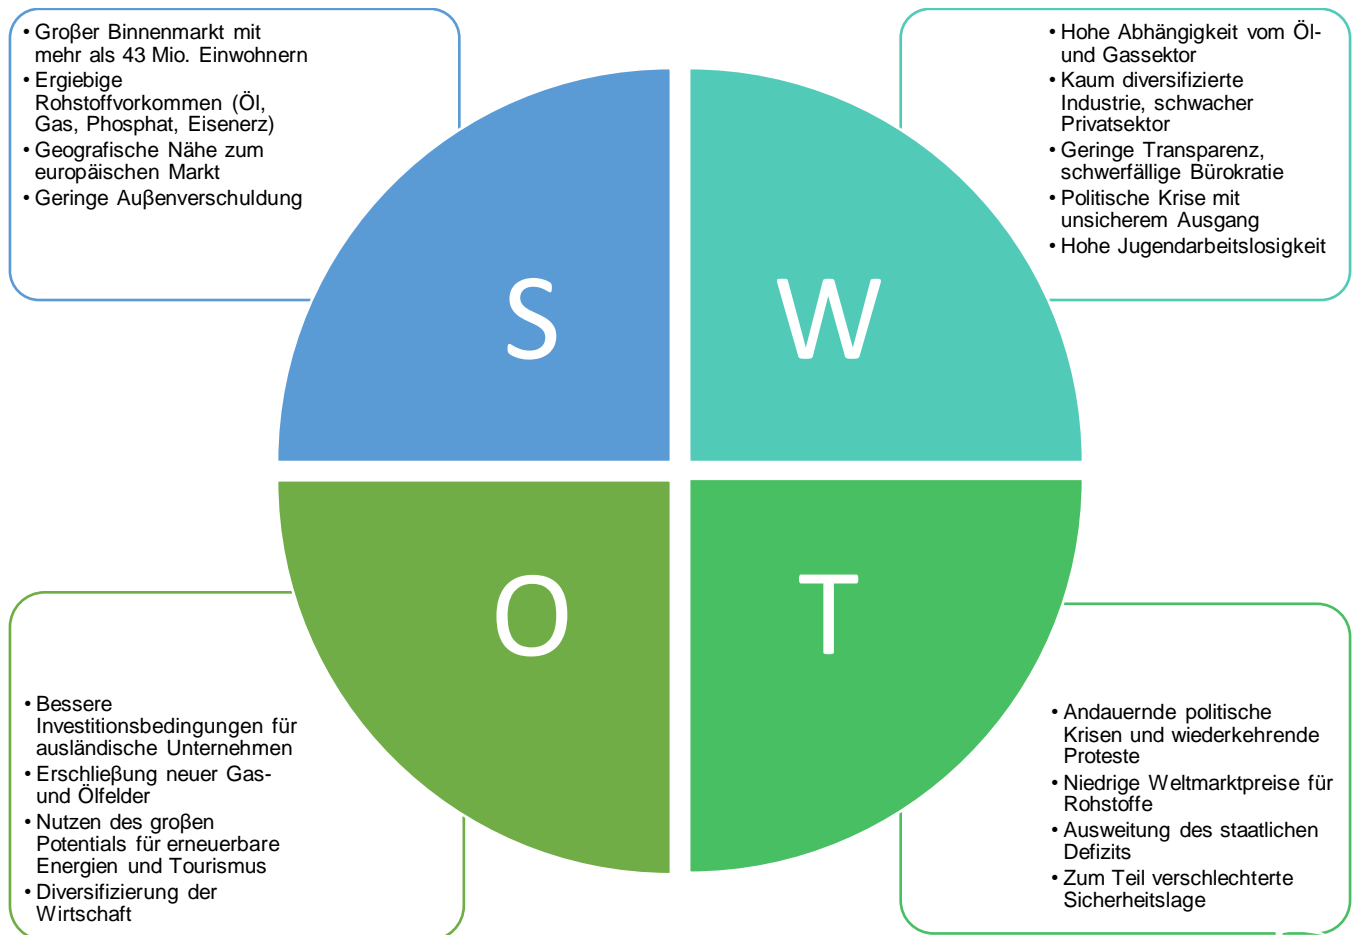 • Großer Binnenmarkt mit
mehr als 43 Mio. Einwohnern
• Ergiebige
Rohstoffvorkommen (Öl,
Gas, Phosphat, Eisenerz)
• Geografische Nähe zum
europäischen Markt
• Geringe Außenverschuldung
• Hohe Abhängigkeit vom Öl-
und Gassektor
• Kaum diversifizierte
Industrie, schwacher
Privatsektor
• Geringe Transparenz,
schwerfällige Bürokratie
• Politische Krise mit
unsicherem Ausgang
• Hohe Jugendarbeitslosigkeit
S
W
O
T
• Bessere
Investitionsbedingungen für
ausländische Unternehmen
• Erschließung neuer Gas-
und Ölfelder
• Nutzen des großen
Potentials für erneuerbare
Energien und Tourismus
• Diversifizierung der
Wirtschaft
• Andauernde politische
Krisen und wiederkehrende
Proteste
• Niedrige Weltmarktpreise für
Rohstoffe
• Ausweitung des staatlichen
Defizits
• Zum Teil verschlechterte
Sicherheitslage